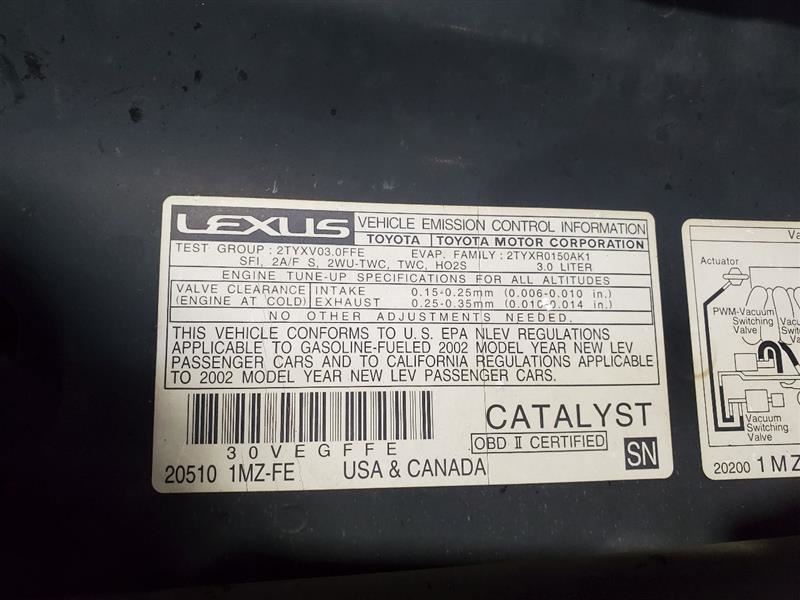 LEXUS VEHICLE EMISSION CONTROL INFORMATION
TOYOTA TOYOTA MOTOR CORPORATION
TEST GROUP : 2TYXV03.0FFE EVAP. FAMILY : 2TYXR0150AK1
SFI, 2A/F S, 2WU-TWC, TWC, HO2S 3.0 LITER
ENGINE TUNE-UP SPECIFICATIONS FOR ALL ALTITUDES
VALVE CLEARANCE INTAKE 0.15-0.25mm (0.006-0.010 in.)
(ENGINE AT COLD) EXHAUST 0.25-0.35mm (0.010-0.014 in.)
NO OTHER ADJUSTMENTS NEEDED.
THIS VEHICLE CONFORMS TO U.S. EPA NLEV REGULATIONS
APPLICABLE TO GASOLINE-FUELED 2002 MODEL YEAR NEW LEV
PASSENGER CARS AND TO CALIFORNIA REGULATIONS APPLICABLE
TO 2002 MODEL YEAR NEW LEV PASSENGER CARS.
30VEGFFE
CATALYST
OBD II CERTIFIED
SN
20510 1MZ-FE USA & CANADA
Va
Actuator
PWM-Vacuum
Switching
Valve
Vacuum
Switching
Valve
20200 1MZ